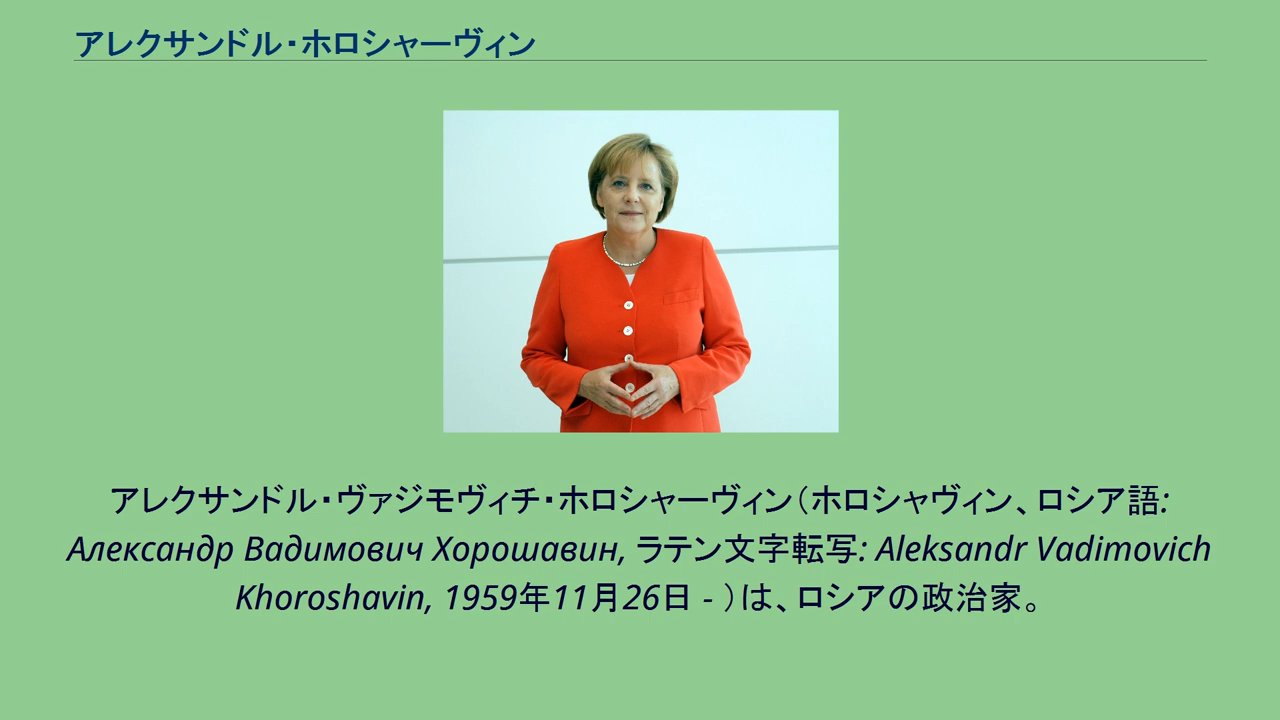 アレクサンドル・ホロシャーヴィン
アレクサンドル・ヴァジモヴィチ・ホロシャーヴィン（ホロシャヴィン、ロシア語:
Александр Вадимович Хорошавин, ラテン文字転写: Aleksandr Vadimovich
Khoroshavin, 1959年11月26日 - ）は、ロシアの政治家。